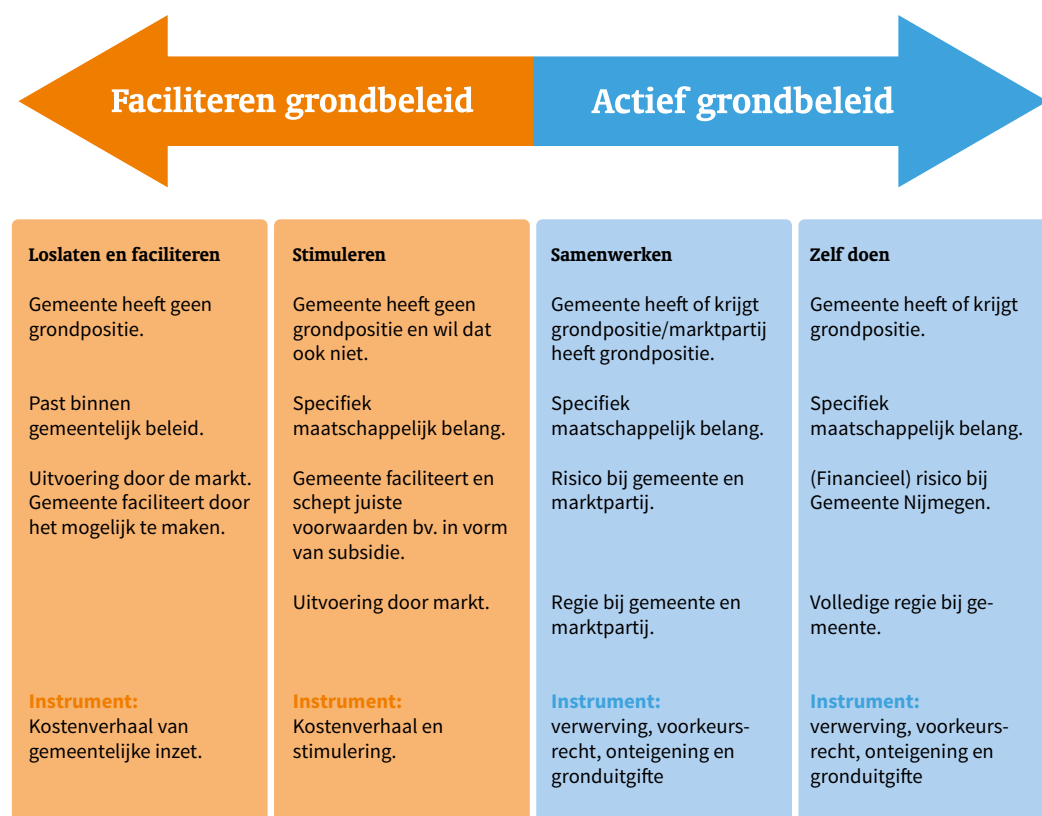 Faciliteren grondbeleid
Actief grondbeleid
Loslaten en faciliteren
Gemeente heeft geen
grondpositie.
Past binnen
gemeentelijk beleid.
Uitvoering door de markt.
Gemeente faciliteert door
het mogelijk te maken.
Instrument:
Kostenverhaal van
gemeentelijke inzet.
Stimuleren
Gemeente heeft geen
grondpositie en wil dat
ook niet.
Specifiek
maatschappelijk belang.
Gemeente faciliteert en
schept juiste
voorwaarden bv. in vorm
van subsidie.
Uitvoering door markt.
Instrument:
Kostenverhaal en
stimulering.
Samenwerken
Gemeente heeft of krijgt
grondpositie/marktpartij
heeft grondpositie.
Specifiek
maatschappelijk belang.
Risico bij gemeente en
marktpartij.
Regie bij gemeente en
marktpartij.
Instrument:
verwerving, voorkeurs-
recht, onteigening en
gronduitgifte
Zelf doen
Gemeente heeft of krijgt
grondpositie.
Specifiek
maatschappelijk belang.
(Financieel) risico bij
Gemeente Nijmegen.
Volledige regie bij ge-
meente.
Instrument:
verwerving, voorkeurs-
recht, onteigening en
gronduitgifte